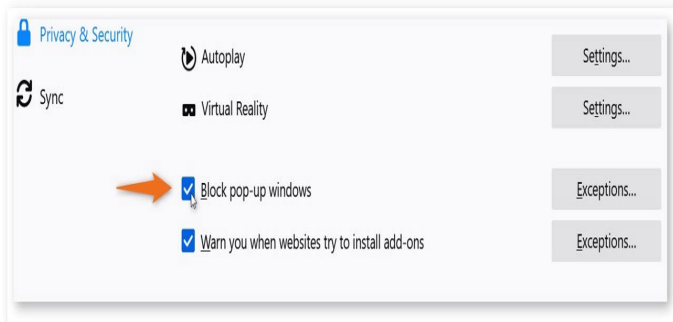 Privacy & Security
Autoplay
Settings...
Sync
Virtual Reality
Settings...
Block pop-up windows
Exceptions...
Warn you when websites try to install add-ons
Exceptions...